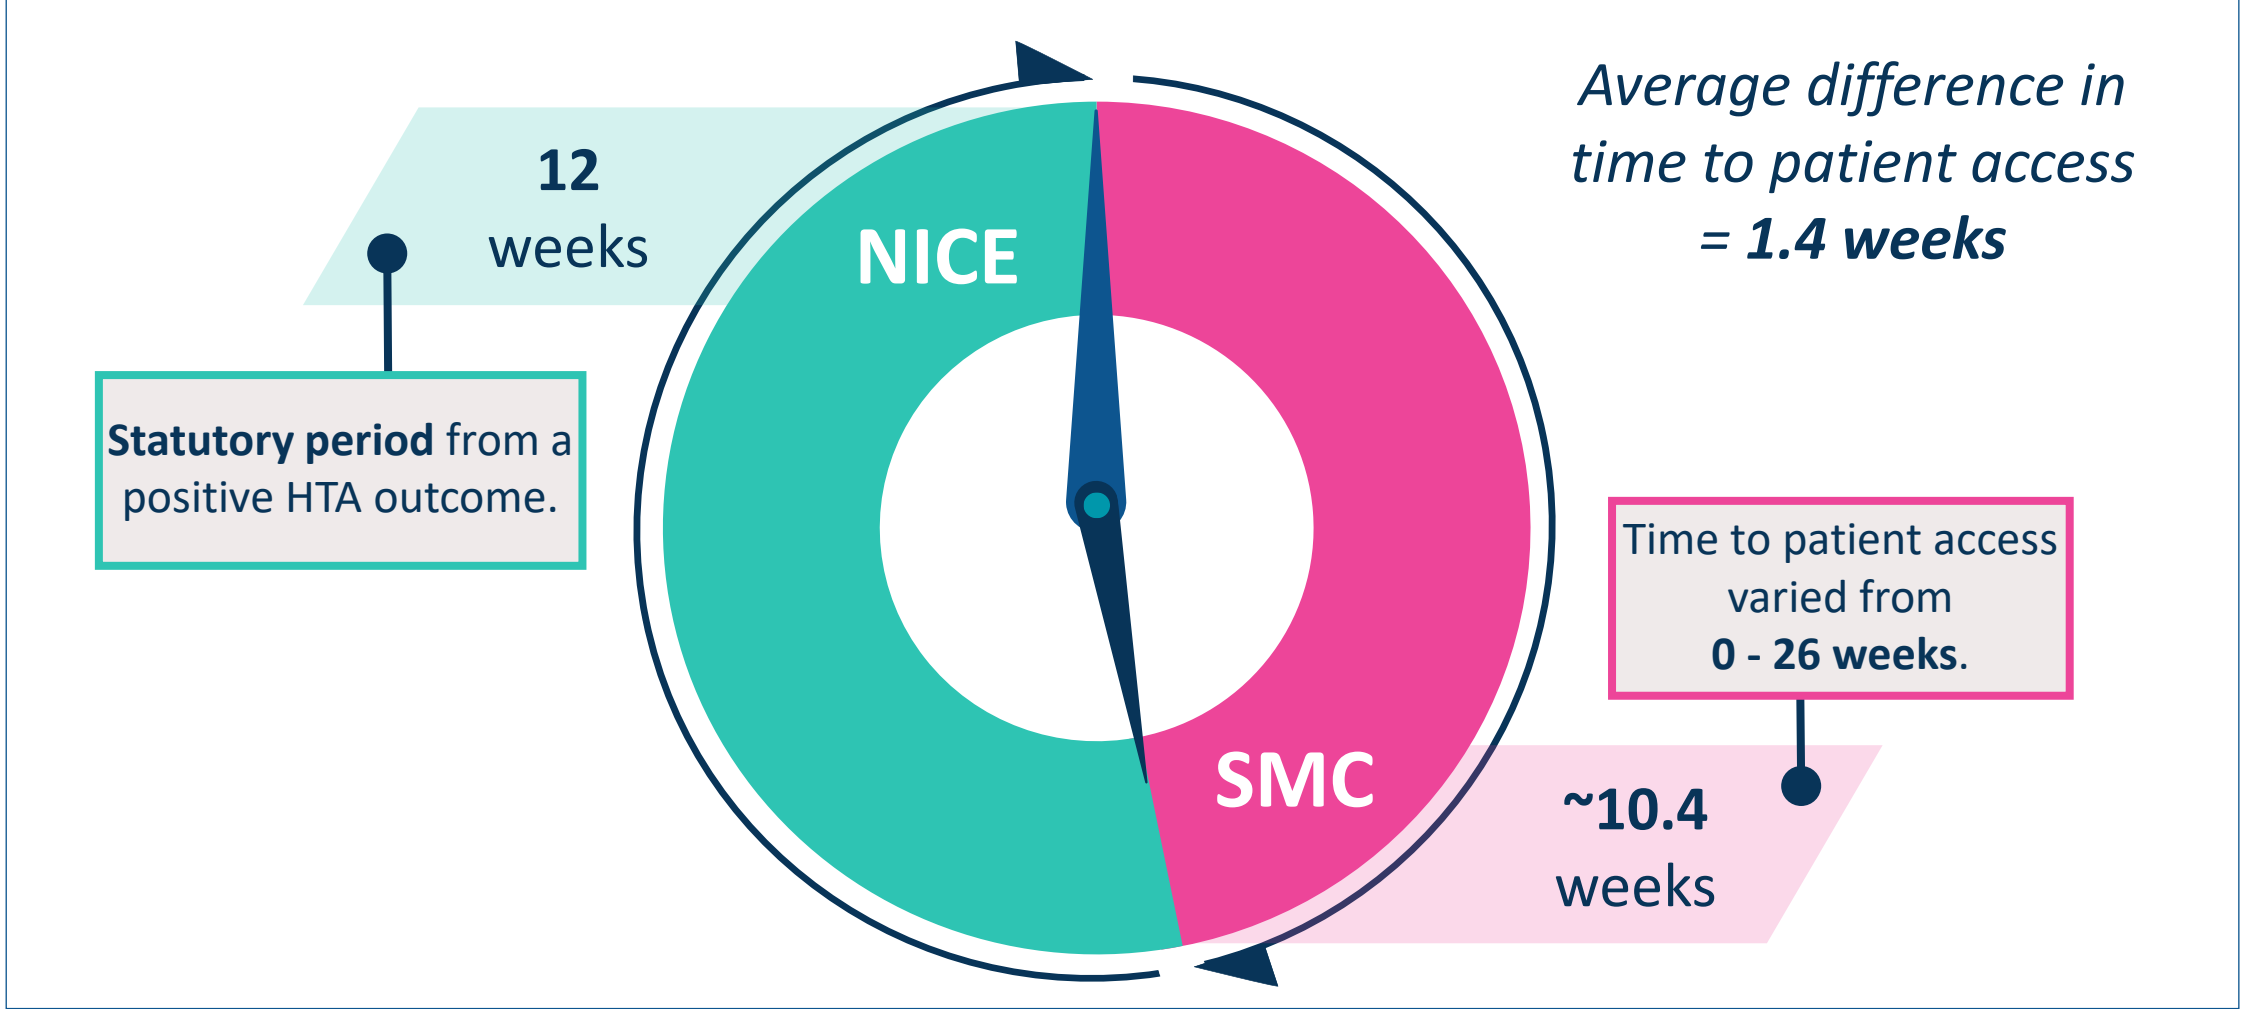 Average difference in
time to patient access
= 1.4 weeks
12
weeks
NICE
Statutory period from a
positive HTA outcome.
Time to patient access
varied from
0 - 26 weeks.
SMC
~10.4
weeks